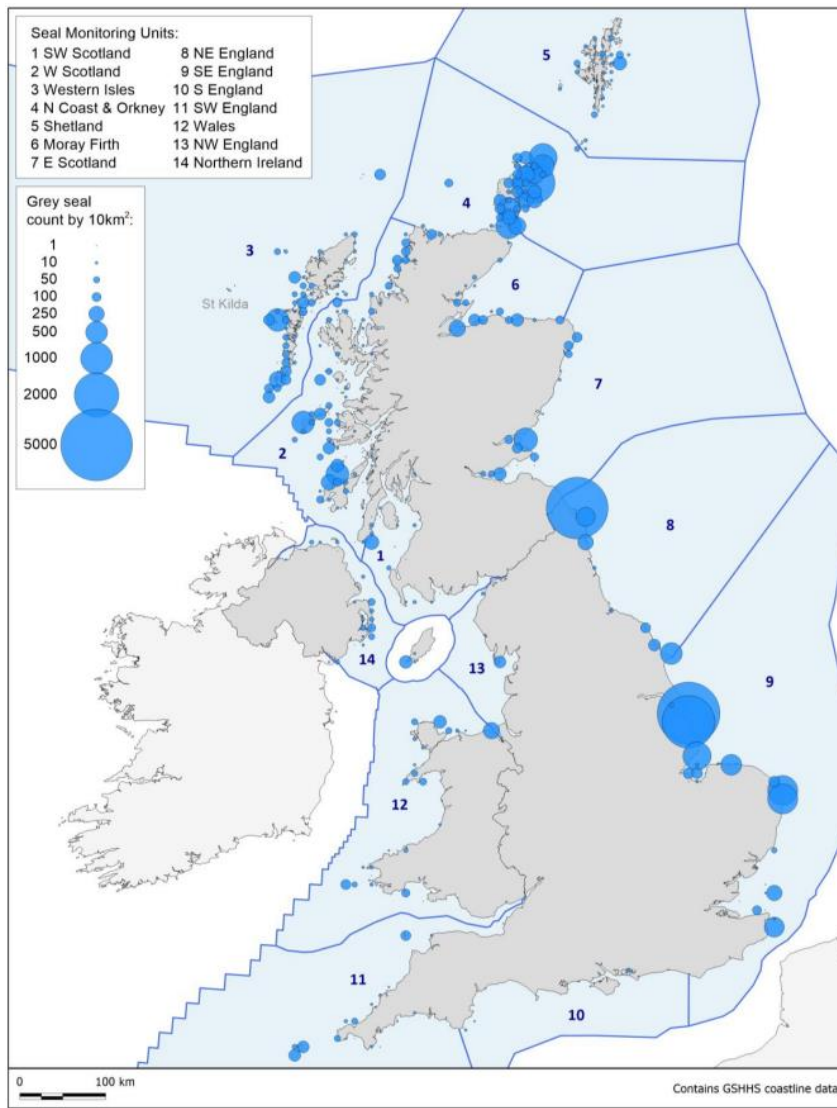 Seal Monitoring Units:
1 SW Scotland 8 NE England
2 W Scotland 9 SE England
3 Western Isles 10 S England
4 N Coast & Orkney 11 SW England
5 Shetland 12 Wales
6 Moray Firth 13 NW England
7 E Scotland 14 Northern Ireland
5
Grey seal
count by 10km²:
1
10
50
100
250
500
1000
2000
5000
4
3
St Kilda
6
7
2
8
1
14
13
9
12
11
10
0 100 km
Contains GSHHS coastline data